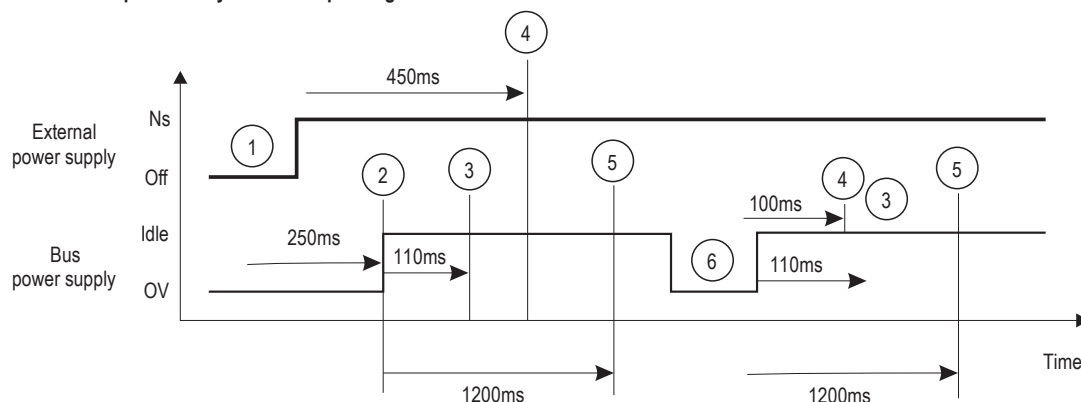 4
450ms
Ns
External
power supply
1
Off
2
3
5
4
3
5
100ms
Idle
250ms
Bus
power supply
110ms
6
110ms
OV
Time
1200ms
1200ms